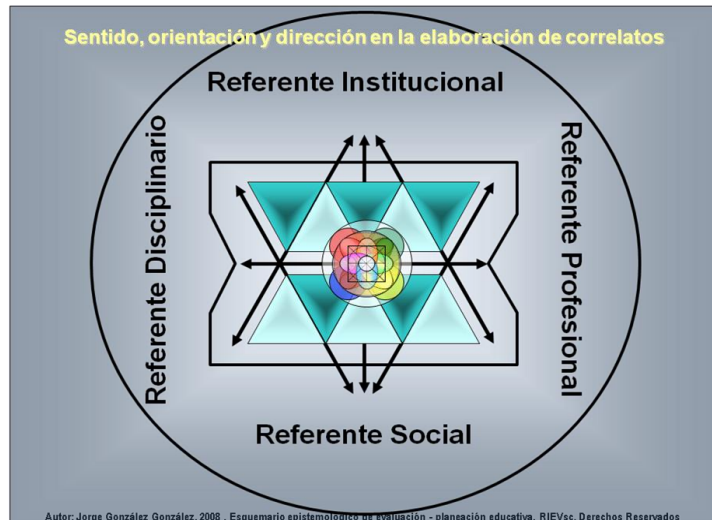 Sentido, orientación y dirección en la elaboración de correlatos
Referente Institucional
Referente Disciplinario
Referente Profesional
Referente Social
Autor: Jorge González González, 2008 . Esquemario epistemológico de evaluación - planeación educativa. RIEVsc. Derechos Reservados